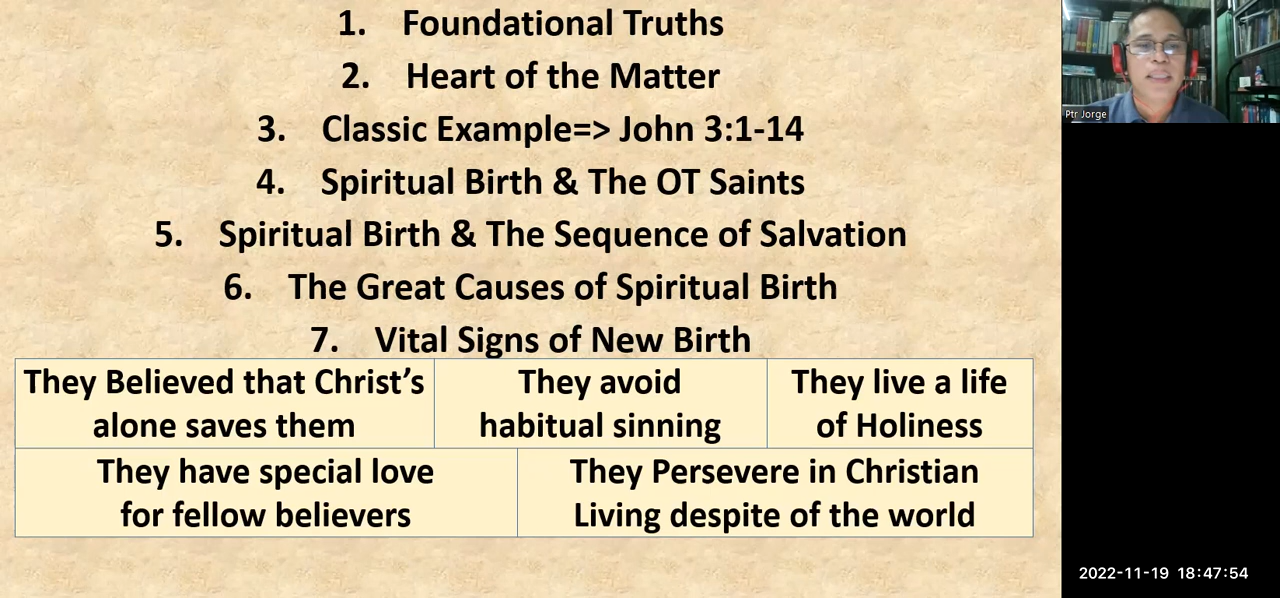 1. Foundational Truths
2. Heart of the Matter
3. Classic Example=> John 3:1-14
4. Spiritual Birth & The OT Saints
5. Spiritual Birth & The Sequence of Salvation
6. The Great Causes of Spiritual Birth
7. Vital Signs of New Birth
They Believed that Christ's
alone saves them
They avoid
habitual sinning
They live a life
of Holiness
They have special love
for fellow believers
They Persevere in Christian
Living despite of the world
Ptr Jorge
2022-11-19 18:47:54